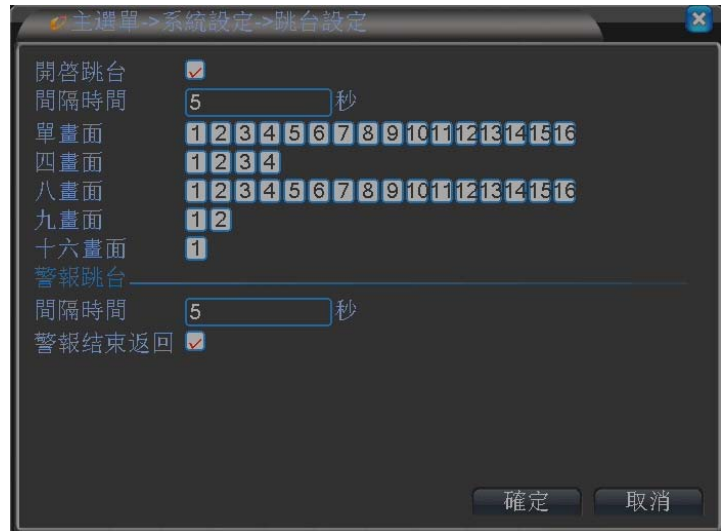 主選單->系統設定->跳台設定
開啓跳台
間隔時間 5 秒
單畫面 1 2 3 4 5 6 7 8 9 10 11 12 13 14 15 16
四畫面 1 2 3 4
八畫面 1 2 3 4 5 6 7 8 9 10 11 12 13 14 15 16
九畫面 1 2
十六畫面 1
警報跳台
間隔時間 5 秒
警報结束返回
確定 取消